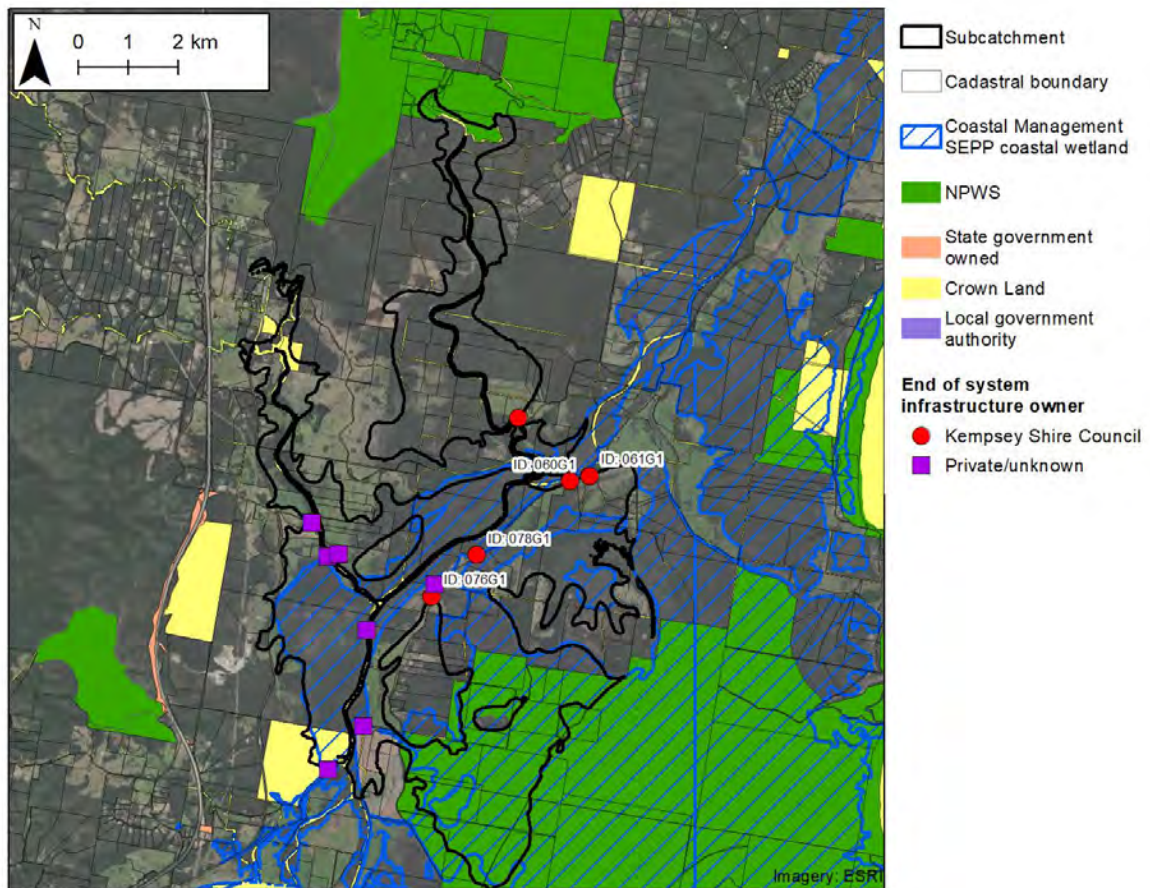 N
0 1 2 km
ID: 060G1
ID: 061G1
ID: 078G1
ID: 076G1
Imagery: ESRI
Subcatchment
Cadastral boundary
Coastal Management
SEPP coastal wetland
NPWS
State government
owned
Crown Land
Local government
authority
End of system
infrastructure owner
Kempsey Shire Council
Private/unknown